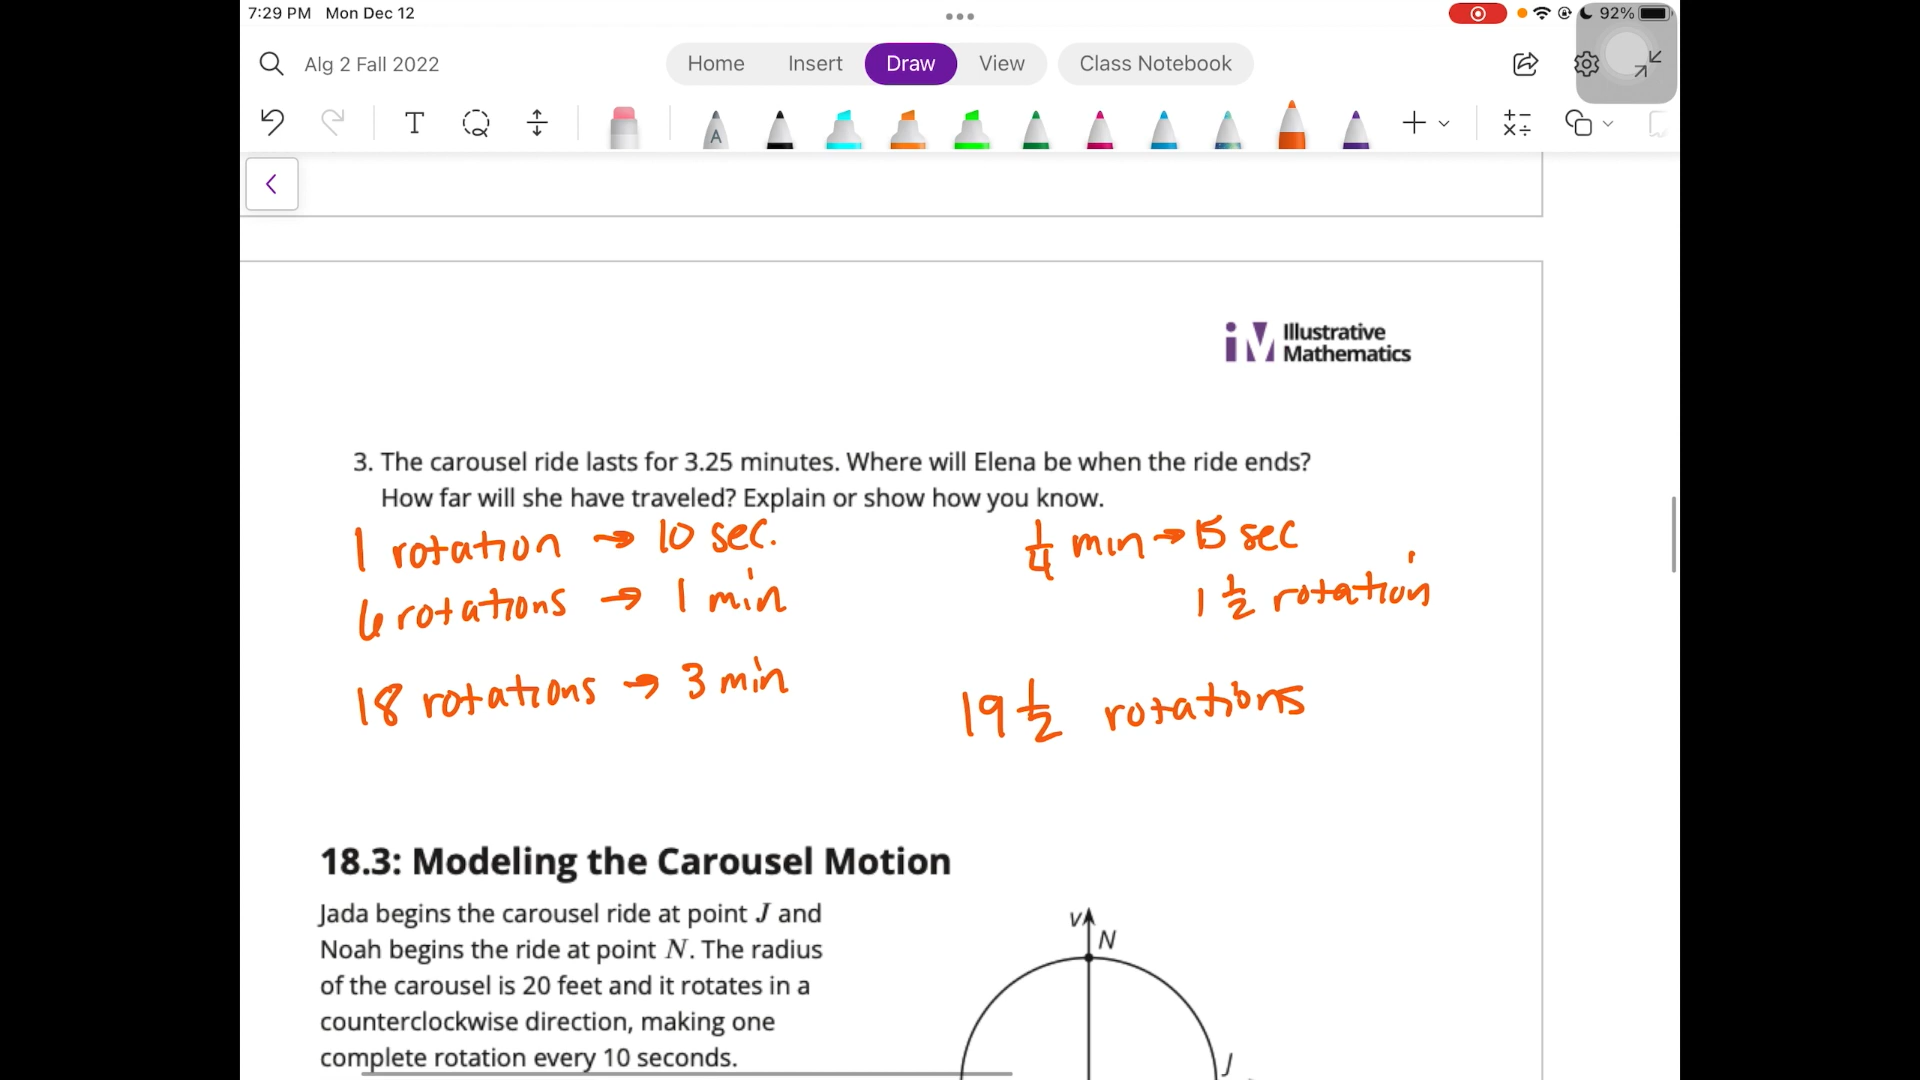 7:29 PM Mon Dec 12
92%
Alg 2 Fall 2022
Home Insert Draw View Class Notebook
T
A
Illustrative
Mathematics
3. The carousel ride lasts for 3.25 minutes. Where will Elena be when the ride ends?
How far will she have traveled? Explain or show how you know.
1 rotation → 10 sec.
1/4 min → 15 sec
6 rotations → 1 min
1 1/2 rotation
18 rotations → 3 min
19 1/2 rotations
18.3: Modeling the Carousel Motion
Jada begins the carousel ride at point J and
Noah begins the ride at point N. The radius
of the carousel is 20 feet and it rotates in a
counterclockwise direction, making one
complete rotation every 10 seconds.
V
N
J